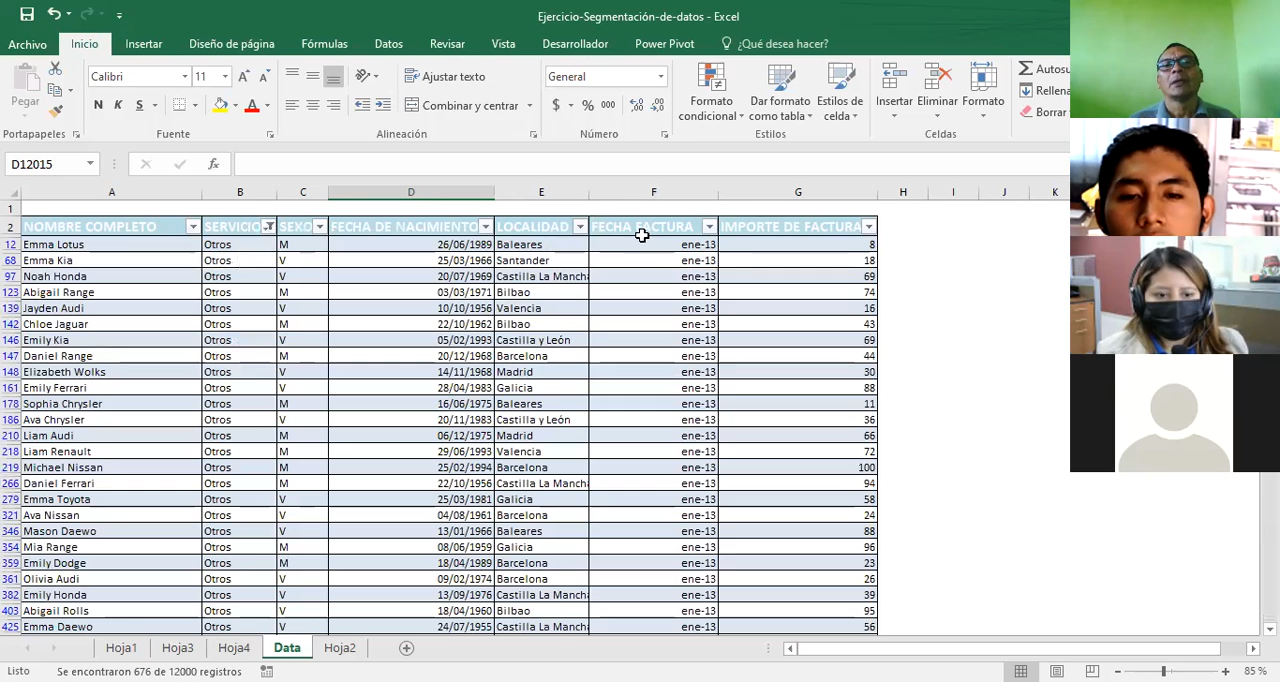 Ejercicio-Segmentación-de-datos - Excel
Archivo Inicio Insertar Diseño de página Fórmulas Datos Revisar Vista Desarrollador Power Pivot ¿Qué desea hacer?
Pegar
Calibri 11
N K S
Ajustar texto
Combinar y centrar
General
$ % 000
Formato condicional
Dar formato como tabla
Estilos de celda
Insertar Eliminar Formato
Autosu
Rellena
Borrar
Portapapeles Fuente Alineación Número Estilos Celdas
D12015 fx
A B C D E F G H I J K
1
2 NOMBRE COMPLETO SERVICIO SEXO FECHA DE NACIMIENTO LOCALIDAD FECHA FACTURA IMPORTE DE FACTURA
12 Emma Lotus Otros M 26/06/1989 Baleares ene-13 8
68 Emma Kia Otros V 25/03/1966 Santander ene-13 18
97 Noah Honda Otros V 20/07/1969 Castilla La Mancha ene-13 69
123 Abigail Range Otros M 03/03/1971 Bilbao ene-13 74
139 Jayden Audi Otros V 10/10/1956 Valencia ene-13 16
142 Chloe Jaguar Otros M 22/10/1962 Bilbao ene-13 43
146 Emily Kia Otros V 05/02/1993 Castilla y León ene-13 69
147 Daniel Range Otros M 20/12/1968 Barcelona ene-13 44
148 Elizabeth Wolks Otros V 14/11/1968 Madrid ene-13 30
161 Emily Ferrari Otros V 28/04/1983 Galicia ene-13 88
178 Sophia Chrysler Otros M 16/06/1975 Baleares ene-13 11
186 Ava Chrysler Otros V 20/11/1983 Castilla y León ene-13 36
210 Liam Audi Otros M 06/12/1975 Madrid ene-13 66
218 Liam Renault Otros V 29/06/1993 Valencia ene-13 72
219 Michael Nissan Otros M 25/02/1994 Barcelona ene-13 100
266 Daniel Ferrari Otros M 22/10/1956 Castilla La Mancha ene-13 94
279 Emma Toyota Otros V 25/03/1981 Galicia ene-13 58
321 Ava Nissan Otros V 04/08/1961 Barcelona ene-13 24
346 Mason Daewo Otros V 13/01/1966 Baleares ene-13 88
354 Mia Range Otros M 08/06/1959 Galicia ene-13 96
359 Emily Dodge Otros M 18/04/1989 Barcelona ene-13 23
361 Olivia Audi Otros V 09/02/1974 Barcelona ene-13 26
382 Emily Honda Otros V 13/09/1976 Castilla La Mancha ene-13 39
403 Abigail Rolls Otros V 18/04/1960 Bilbao ene-13 95
425 Emma Daewo Otros V 24/07/1955 Castilla La Mancha ene-13 56
Hoja1 Hoja3 Hoja4 Data Hoja2
Listo Se encontraron 676 de 12000 registros 85 %